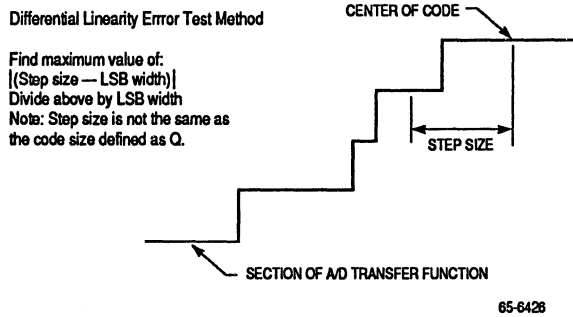 Differential Linearity Errror Test Method
Find maximum value of:
|(Step size — LSB width)|
Divide above by LSB width
Note: Step size is not the same as
the code size defined as Q.
CENTER OF CODE
STEP SIZE
SECTION OF A/D TRANSFER FUNCTION
65-6426